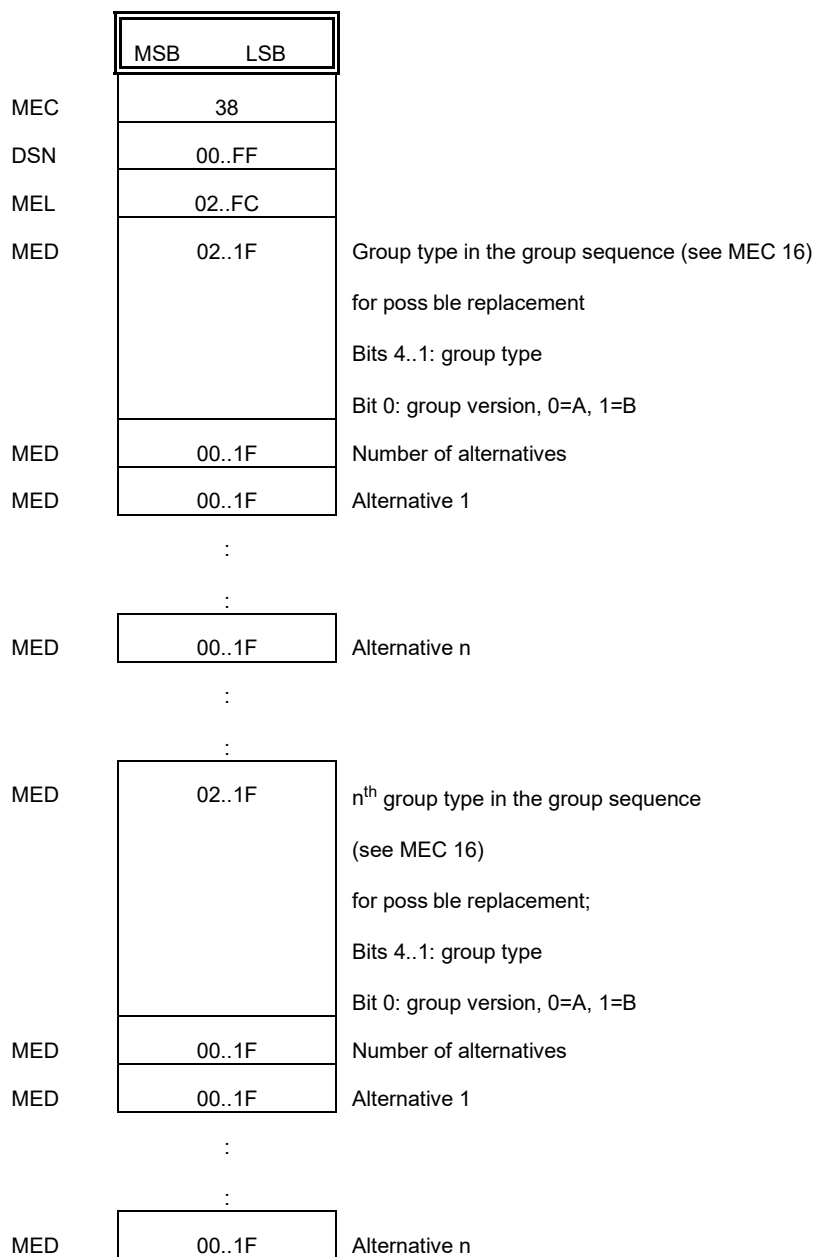 MSB LSB
MEC 38
DSN 00..FF
MEL 02..FC
MED 02..1F Group type in the group sequence (see MEC 16)
for poss ble replacement
Bits 4..1: group type
Bit 0: group version, 0=A, 1=B
MED 00..1F Number of alternatives
MED 00..1F Alternative 1
:
:
MED 00..1F Alternative n
:
:
MED 02..1F nth group type in the group sequence
(see MEC 16)
for poss ble replacement;
Bits 4..1: group type
Bit 0: group version, 0=A, 1=B
MED 00..1F Number of alternatives
MED 00..1F Alternative 1
:
:
MED 00..1F Alternative n